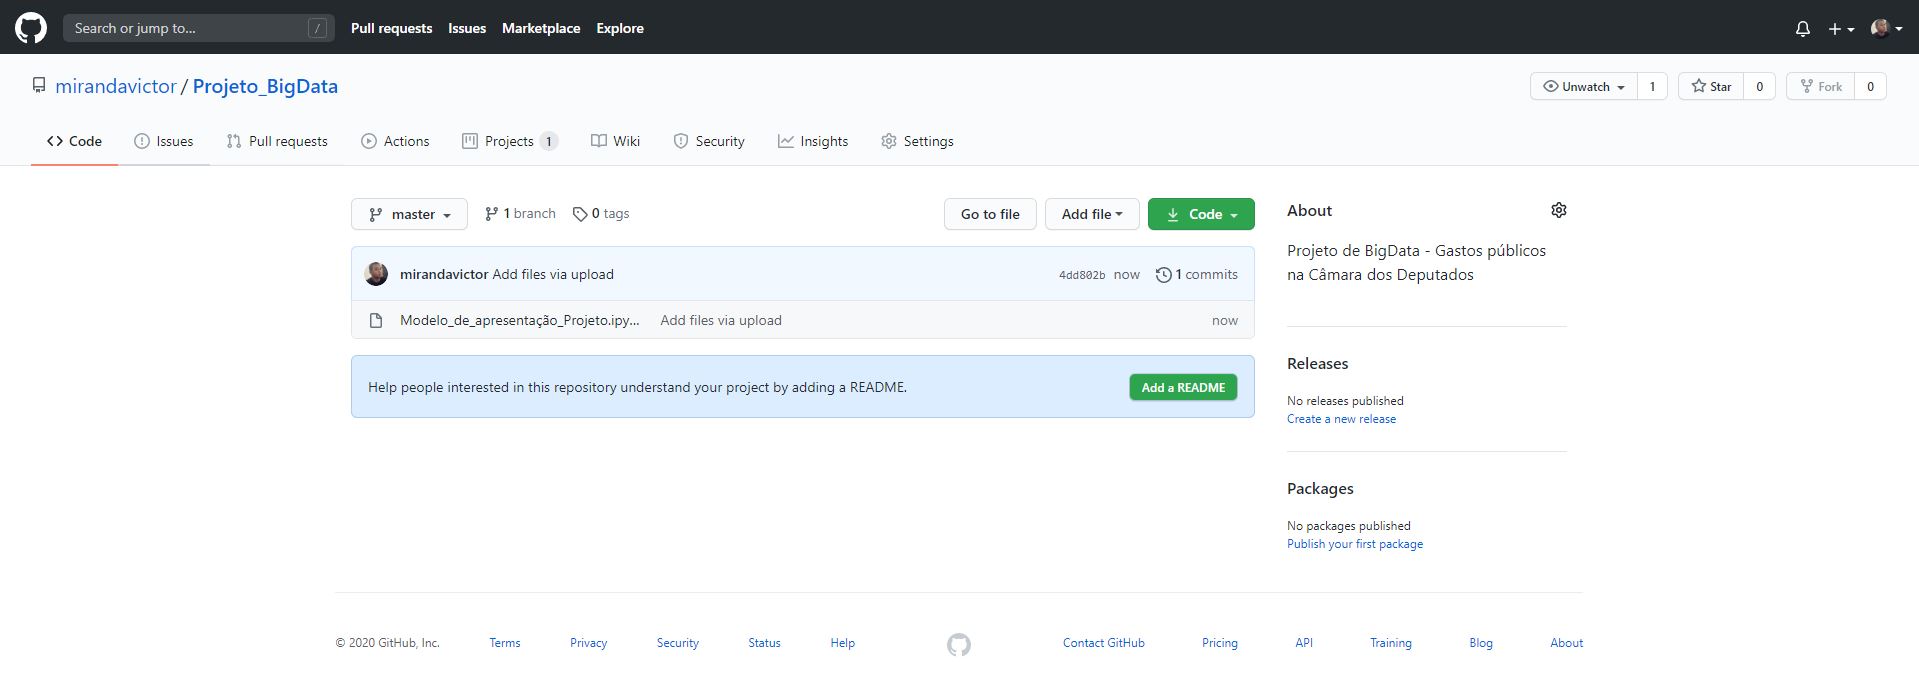 Search or jump to... /
Pull requests Issues Marketplace Explore
mirandavictor / Projeto_BigData
Unwatch 1 Star 0 Fork 0
Code Issues Pull requests Actions Projects 1 Wiki Security Insights Settings
master 1 branch 0 tags Go to file Add file Code
mirandavictor Add files via upload 4dd802b now 1 commits
Modelo_de_apresentação_Projeto.ipy... Add files via upload now
Help people interested in this repository understand your project by adding a README. Add a README
About
Projeto de BigData - Gastos públicos
na Câmara dos Deputados
Releases
No releases published
Create a new release
Packages
No packages published
Publish your first package
© 2020 GitHub, Inc. Terms Privacy Security Status Help Contact GitHub Pricing API Training Blog About